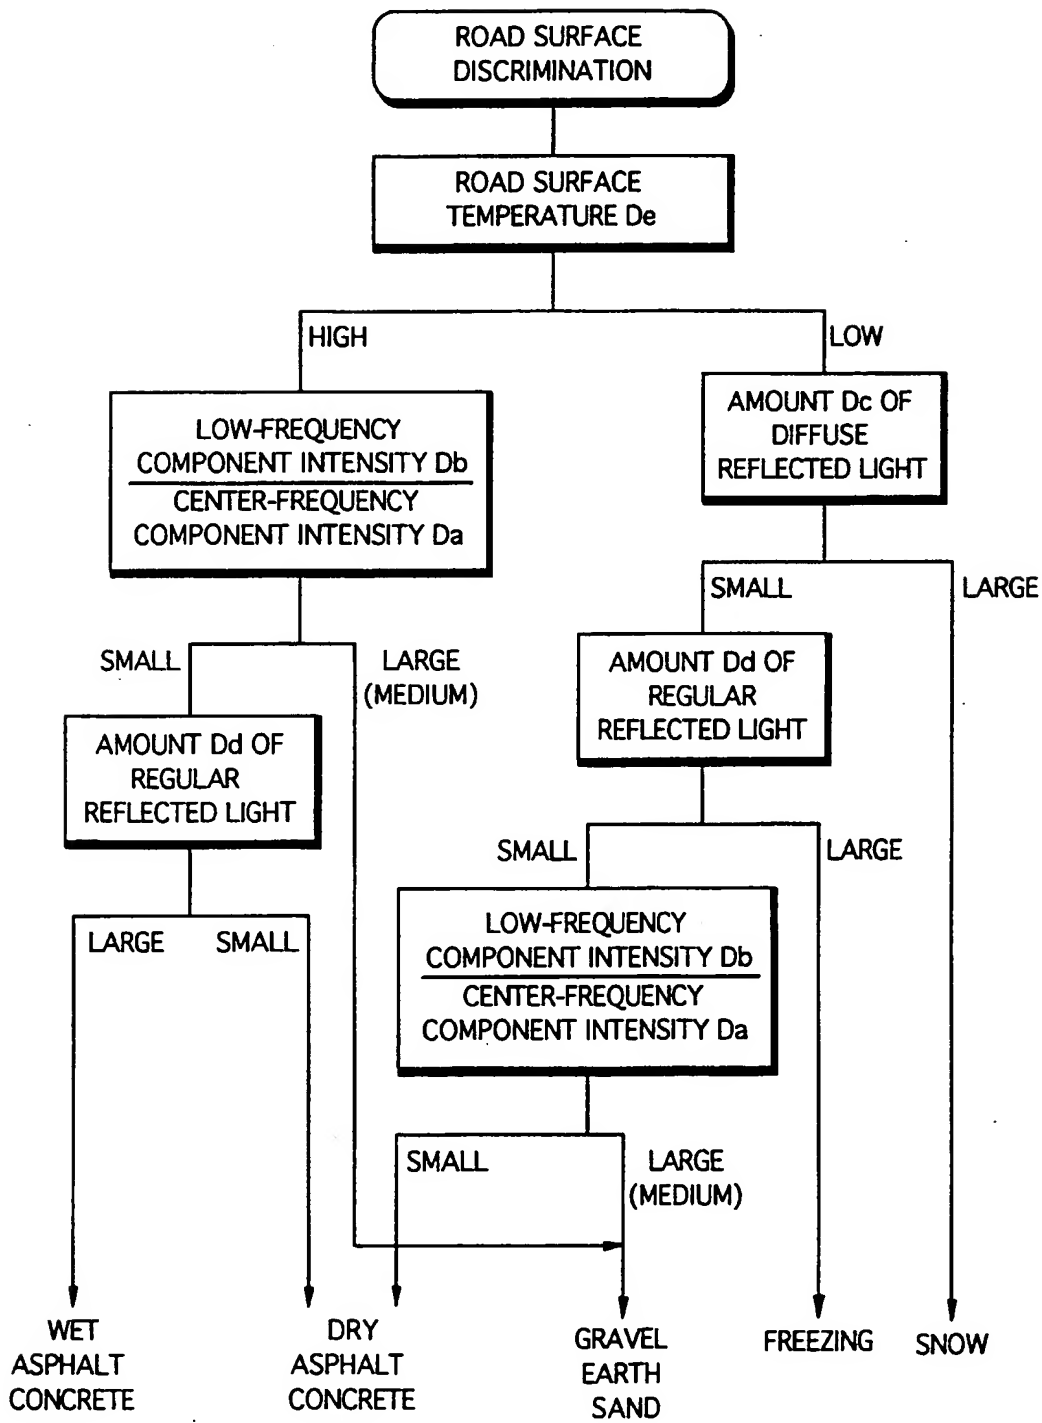 ROAD SURFACE
DISCRIMINATION
ROAD SURFACE
TEMPERATURE De
HIGH
LOW
LOW-FREQUENCY
COMPONENT INTENSITY Db
CENTER-FREQUENCY
COMPONENT INTENSITY Da
AMOUNT Dc OF
DIFFUSE
REFLECTED LIGHT
SMALL
LARGE
(MEDIUM)
SMALL
LARGE
AMOUNT Dd OF
REGULAR
REFLECTED LIGHT
AMOUNT Dd OF
REGULAR
REFLECTED LIGHT
SMALL
LARGE
LARGE
SMALL
LOW-FREQUENCY
COMPONENT INTENSITY Db
CENTER-FREQUENCY
COMPONENT INTENSITY Da
SMALL
LARGE
(MEDIUM)
WET
ASPHALT
CONCRETE
DRY
ASPHALT
CONCRETE
GRAVEL
EARTH
SAND
FREEZING
SNOW